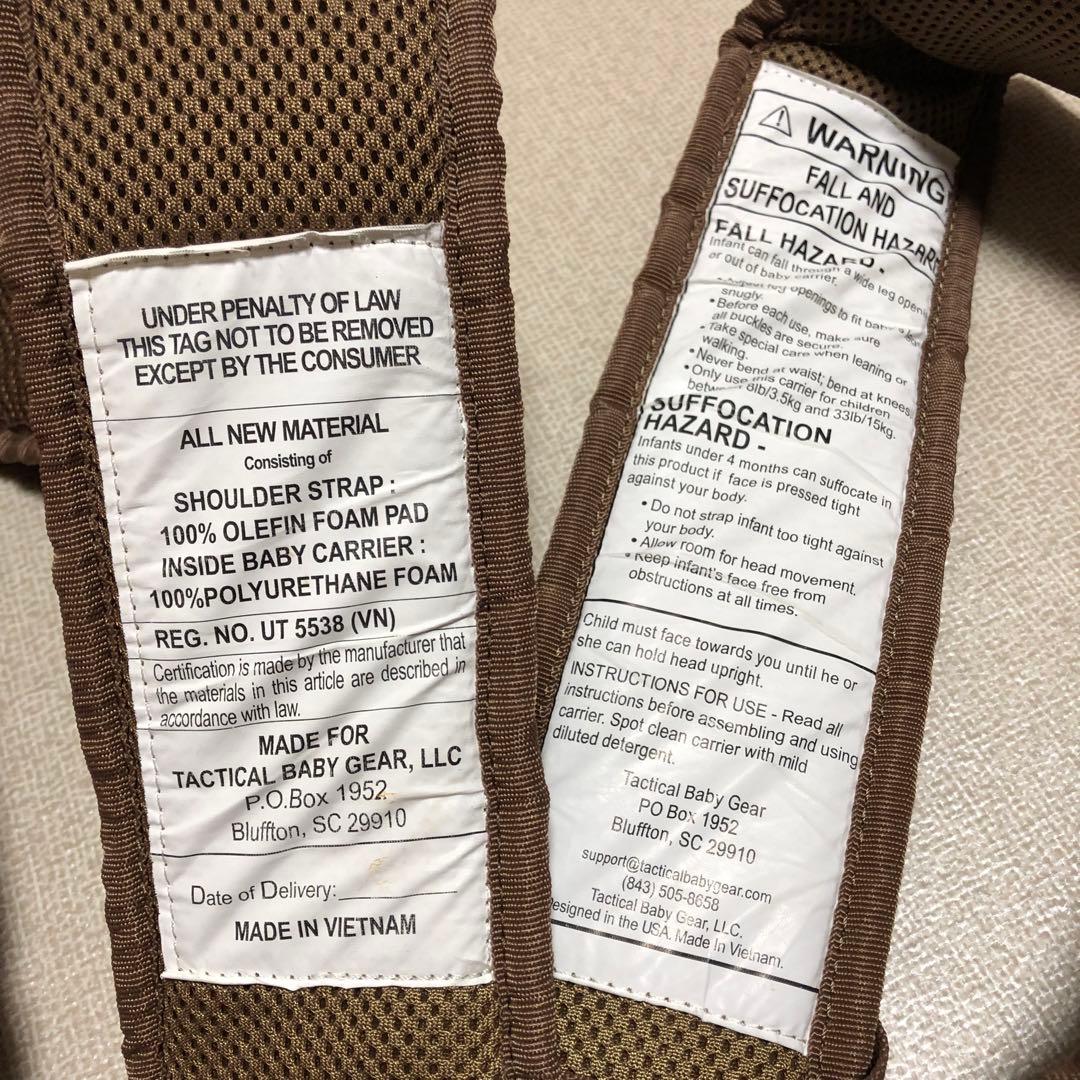 UNDER PENALTY OF LAW
THIS TAG NOT TO BE REMOVED
EXCEPT BY THE CONSUMER
ALL NEW MATERIAL
Consisting of
SHOULDER STRAP :
100% OLEFIN FOAM PAD
INSIDE BABY CARRIER :
100%POLYURETHANE FOAM
REG. NO. UT 5538 (VN)
Certification is made by the manufacturer that
the materials in this article are described in
accordance with law.
MADE FOR
TACTICAL BABY GEAR, LLC
P.O.Box 1952
Bluffton, SC 29910
Date of Delivery:
MADE IN VIETNAM
WARNING
FALL AND
SUFFOCATION HAZARD
FALL HAZARD -
Infant can fall through a wide leg
or out of baby carrier.
leg openings to fit
snugly.
• Before each use, make sure
all buckles are secure.
• Take special care when leaning or
walking.
• Never bend at waist; bend at knees
• Only use this carrier for children
between 8lb/3.5kg and 33lb/15kg.
SUFFOCATION
HAZARD -
Infants under 4 months can suffocate in
this product if face is pressed tight
against your body.
• Do not strap infant too tight against
your body.
• Allow room for head movement.
• Keep infant's face free from
obstructions at all times.
Child must face towards you until he or
she can hold head upright.
INSTRUCTIONS FOR USE - Read all
instructions before assembling and using
carrier. Spot clean carrier with mild
diluted detergent.
Tactical Baby Gear
PO Box 1952
Bluffton, SC 29910
support@tacticalbabygear.com
(843) 505-8658
Tactical Baby Gear, LLC.
Designed in the USA. Made In Vietnam.